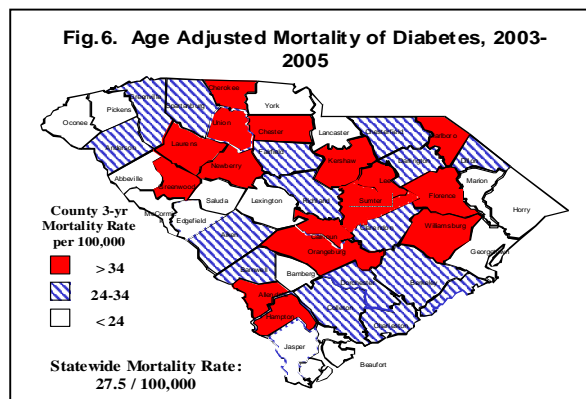 Fig.6. Age Adjusted Mortality of Diabetes, 2003-
2005
Cherokee
Greenville
Spartanburg
York
Pickens
Oconee
Union
Chester
Lancaster
Chesterfield
Marlboro
Anderson
Laurens
Fairfield
Kershaw
Darlington
Dillon
Newberry
Lee
Marion
Abbeville
Greenwood
Florence
Horry
Saluda
Lexington
Richland
Sumter
McCormick
Edgefield
Calhoun
Clarendon
Williamsburg
Aiken
Orangeburg
Georgetown
Barnwell
Bamberg
Dorchester
Berkeley
Allendale
Colleton
Hampton
Charleston
Jasper
Beaufort
County 3-yr
Mortality Rate
per 100,000
> 34
24-34
< 24
Statewide Mortality Rate:
27.5 / 100,000